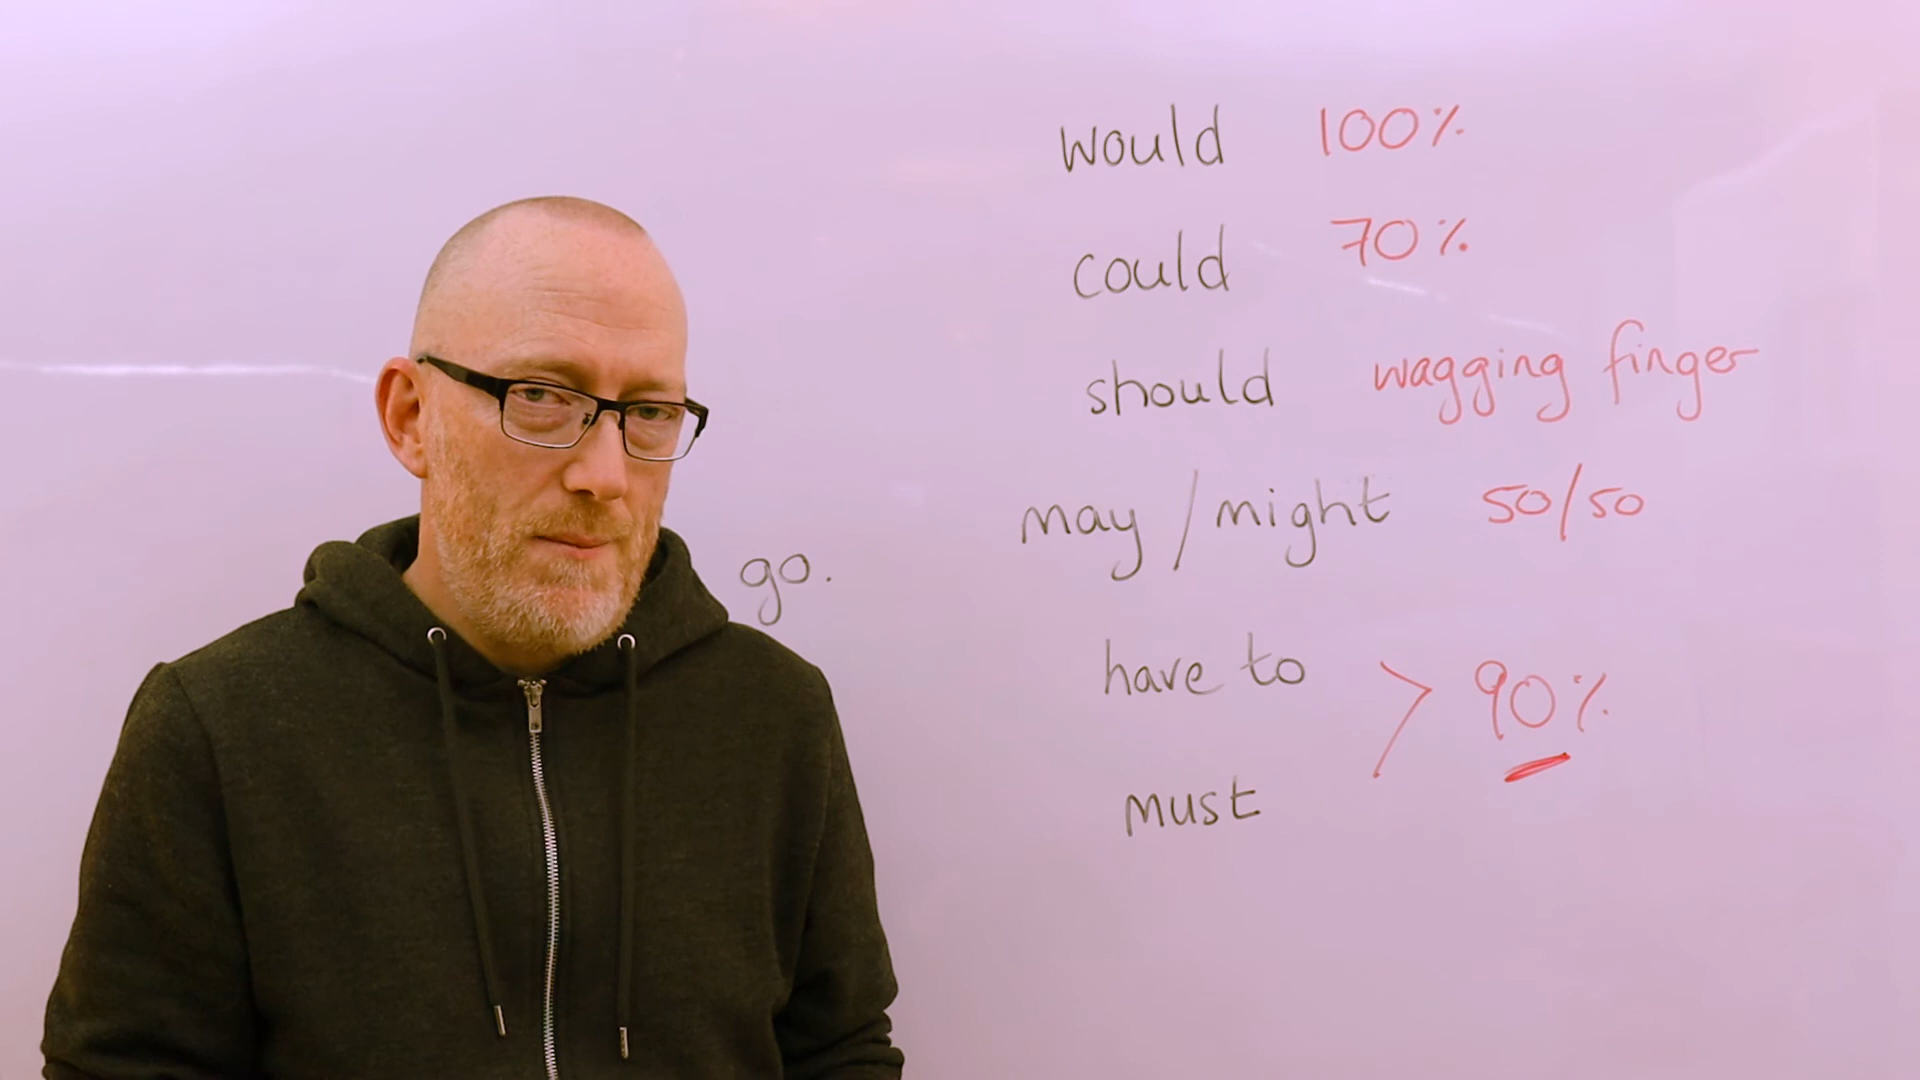 would 100%
could 70%
should wagging finger
may / might 50/50
go.
have to > 90%
must